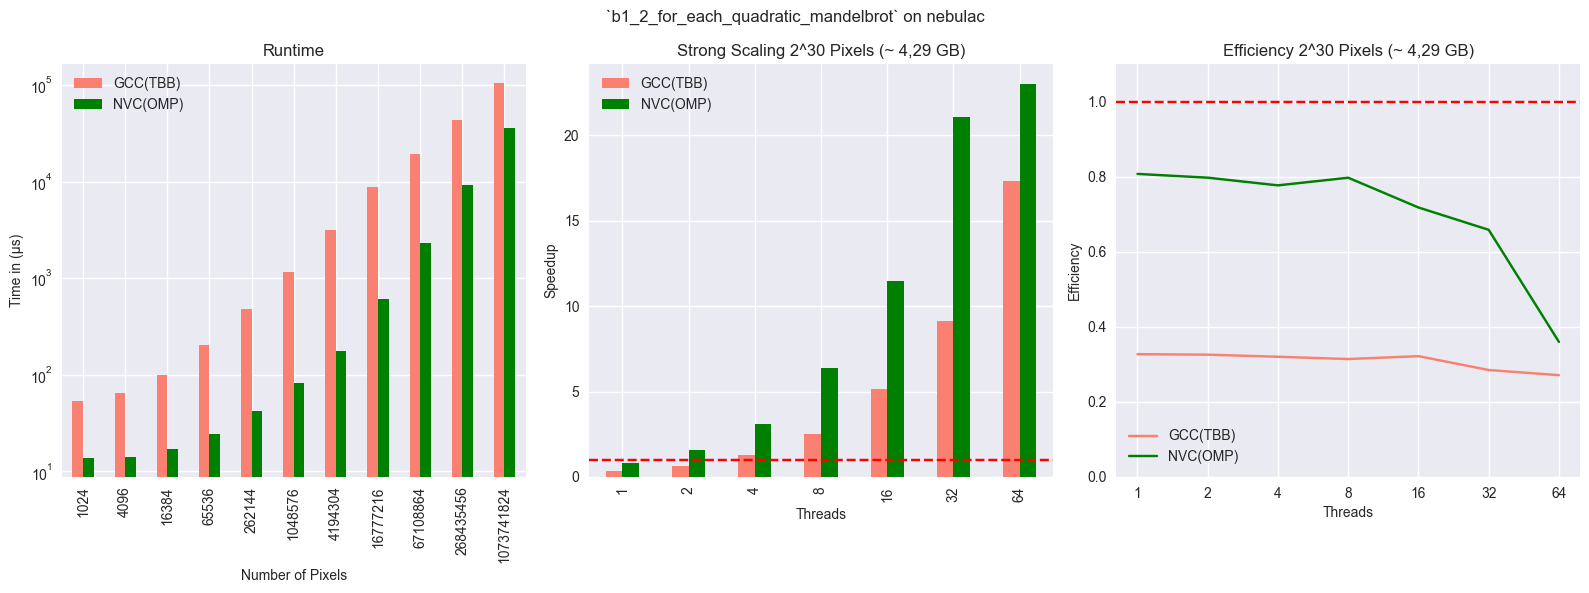 `b1_2_for_each_quadratic_mandelbrot` on nebulac
Runtime
GCC(TBB)
NVC(OMP)
Time in (µs)
10^5
10^4
10^3
10^2
10^1
1024
4096
16384
65536
262144
1048576
4194304
16777216
67108864
268435456
1073741824
Number of Pixels
Strong Scaling 2^30 Pixels (~ 4,29 GB)
GCC(TBB)
NVC(OMP)
Speedup
20
15
10
5
0
1
2
4
8
16
32
64
Threads
Efficiency 2^30 Pixels (~ 4,29 GB)
Efficiency
1.0
0.8
0.6
0.4
0.2
0.0
GCC(TBB)
NVC(OMP)
1
2
4
8
16
32
64
Threads